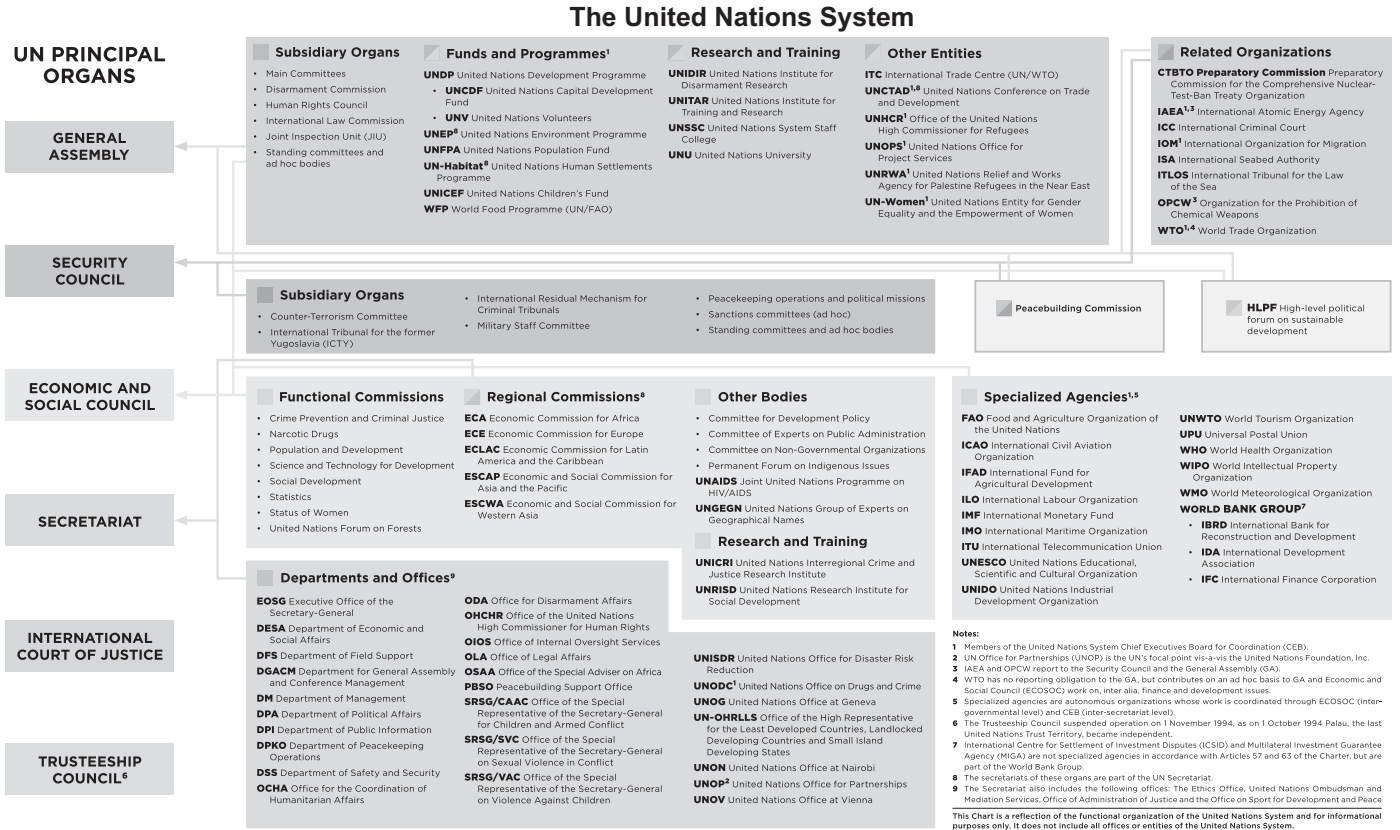 The United Nations System
UN PRINCIPAL
ORGANS
GENERAL
ASSEMBLY
SECURITY
COUNCIL
ECONOMIC AND
SOCIAL COUNCIL
SECRETARIAT
INTERNATIONAL
COURT OF JUSTICE
TRUSTEESHIP
COUNCIL⁶
Subsidiary Organs
• Main Committees
• Disarmament Commission
• Human Rights Council
• International Law Commission
• Joint Inspection Unit (JIU)
• Standing committees and
ad hoc bodies
Funds and Programmes¹
UNDP United Nations Development Programme
• UNCDF United Nations Capital Development
Fund
• UNV United Nations Volunteers
UNEP⁸ United Nations Environment Programme
UNFPA United Nations Population Fund
UN-Habitat⁸ United Nations Human Settlements
Programme
UNICEF United Nations Children's Fund
WFP World Food Programme (UN/FAO)
Research and Training
UNIDIR United Nations Institute for
Disarmament Research
UNITAR United Nations Institute for
Training and Research
UNSSC United Nations System Staff
College
UNU United Nations University
Other Entities
ITC International Trade Centre (UN/WTO)
UNCTAD¹,⁸ United Nations Conference on Trade
and Development
UNHCR¹ Office of the United Nations
High Commissioner for Refugees
UNOPS¹ United Nations Office for
Project Services
UNRWA¹ United Nations Relief and Works
Agency for Palestine Refugees in the Near East
UN-Women¹ United Nations Entity for Gender
Equality and the Empowerment of Women
Related Organizations
CTBTO Preparatory Commission Preparatory
Commission for the Comprehensive Nuclear-
Test-Ban Treaty Organization
IAEA¹,³ International Atomic Energy Agency
ICC International Criminal Court
IOM¹ International Organization for Migration
ISA International Seabed Authority
ITLOS International Tribunal for the Law
of the Sea
OPCW³ Organization for the Prohibition of
Chemical Weapons
WTO¹,⁴ World Trade Organization
Subsidiary Organs
• Counter-Terrorism Committee
• International Tribunal for the former
Yugoslavia (ICTY)
• International Residual Mechanism for
Criminal Tribunals
• Military Staff Committee
• Peacekeeping operations and political missions
• Sanctions committees (ad hoc)
• Standing committees and ad hoc bodies
Peacebuilding Commission
HLPF High-level political
forum on sustainable
development
Functional Commissions
• Crime Prevention and Criminal Justice
• Narcotic Drugs
• Population and Development
• Science and Technology for Development
• Social Development
• Statistics
• Status of Women
• United Nations Forum on Forests
Regional Commissions⁸
ECA Economic Commission for Africa
ECE Economic Commission for Europe
ECLAC Economic Commission for Latin
America and the Caribbean
ESCAP Economic and Social Commission for
Asia and the Pacific
ESCWA Economic and Social Commission for
Western Asia
Other Bodies
• Committee for Development Policy
• Committee of Experts on Public Administration
• Committee on Non-Governmental Organizations
• Permanent Forum on Indigenous Issues
UNAIDS Joint United Nations Programme on
HIV/AIDS
UNGEGN United Nations Group of Experts on
Geographical Names
Research and Training
UNICRI United Nations Interregional Crime and
Justice Research Institute
UNRISD United Nations Research Institute for
Social Development
Specialized Agencies¹,⁵
FAO Food and Agriculture Organization of
the United Nations
ICAO International Civil Aviation
Organization
IFAD International Fund for
Agricultural Development
ILO International Labour Organization
IMF International Monetary Fund
IMO International Maritime Organization
ITU International Telecommunication Union
UNESCO United Nations Educational,
Scientific and Cultural Organization
UNIDO United Nations Industrial
Development Organization
UNWTO World Tourism Organization
UPU Universal Postal Union
WHO World Health Organization
WIPO World Intellectual Property
Organization
WMO World Meteorological Organization
WORLD BANK GROUP⁷
• IBRD International Bank for
Reconstruction and Development
• IDA International Development
Association
• IFC International Finance Corporation
Departments and Offices⁹
EOSG Executive Office of the
Secretary-General
DESA Department of Economic and
Social Affairs
DFS Department of Field Support
DGACM Department for General Assembly
and Conference Management
DM Department of Management
DPA Department of Political Affairs
DPI Department of Public Information
DPKO Department of Peacekeeping
Operations
DSS Department of Safety and Security
OCHA Office for the Coordination of
Humanitarian Affairs
ODA Office for Disarmament Affairs
OHCHR Office of the United Nations
High Commissioner for Human Rights
OIOS Office of Internal Oversight Services
OLA Office of Legal Affairs
OSAA Office of the Special Adviser on Africa
PBSO Peacebuilding Support Office
SRSG/CAAC Office of the Special
Representative of the Secretary-General
for Children and Armed Conflict
SRSG/SVC Office of the Special
Representative of the Secretary-General
on Sexual Violence in Conflict
SRSG/VAC Office of the Special
Representative of the Secretary-General
on Violence Against Children
UNISDR United Nations Office for Disaster Risk
Reduction
UNODC¹ United Nations Office on Drugs and Crime
UNOG United Nations Office at Geneva
UN-OHRLLS Office of the High Representative
for the Least Developed Countries, Landlocked
Developing Countries and Small Island
Developing States
UNON United Nations Office at Nairobi
UNOP² United Nations Office for Partnerships
UNOV United Nations Office at Vienna
Notes:
1 Members of the United Nations System Chief Executives Board for Coordination (CEB).
2 UN Office for Partnerships (UNOP) is the UN's focal point vis-a-vis the United Nations Foundation, Inc.
3 IAEA and OPCW report to the Security Council and the General Assembly (GA).
4 WTO has no reporting obligation to the GA, but contributes on an ad hoc basis to GA and Economic and
Social Council (ECOSOC) work on, inter alia, finance and development issues.
5 Specialized agencies are autonomous organizations whose work is coordinated through ECOSOC (inter-
governmental level) and CEB (inter-secretariat level).
6 The Trusteeship Council suspended operation on 1 November 1994, as on 1 October 1994 Palau, the last
United Nations Trust Territory, became independent.
7 International Centre for Settlement of Investment Disputes (ICSID) and Multilateral Investment Guarantee
Agency (MIGA) are not specialized agencies in accordance with Articles 57 and 63 of the Charter, but are
part of the World Bank Group.
8 The secretariats of these organs are part of the UN Secretariat.
9 The Secretariat also includes the following offices: The Ethics Office, United Nations Ombudsman and
Mediation Services, Office of Administration of Justice and the Office on Sport for Development and Peace
This Chart is a reflection of the functional organization of the United Nations System and for informational
purposes only. It does not include all offices or entities of the United Nations System.